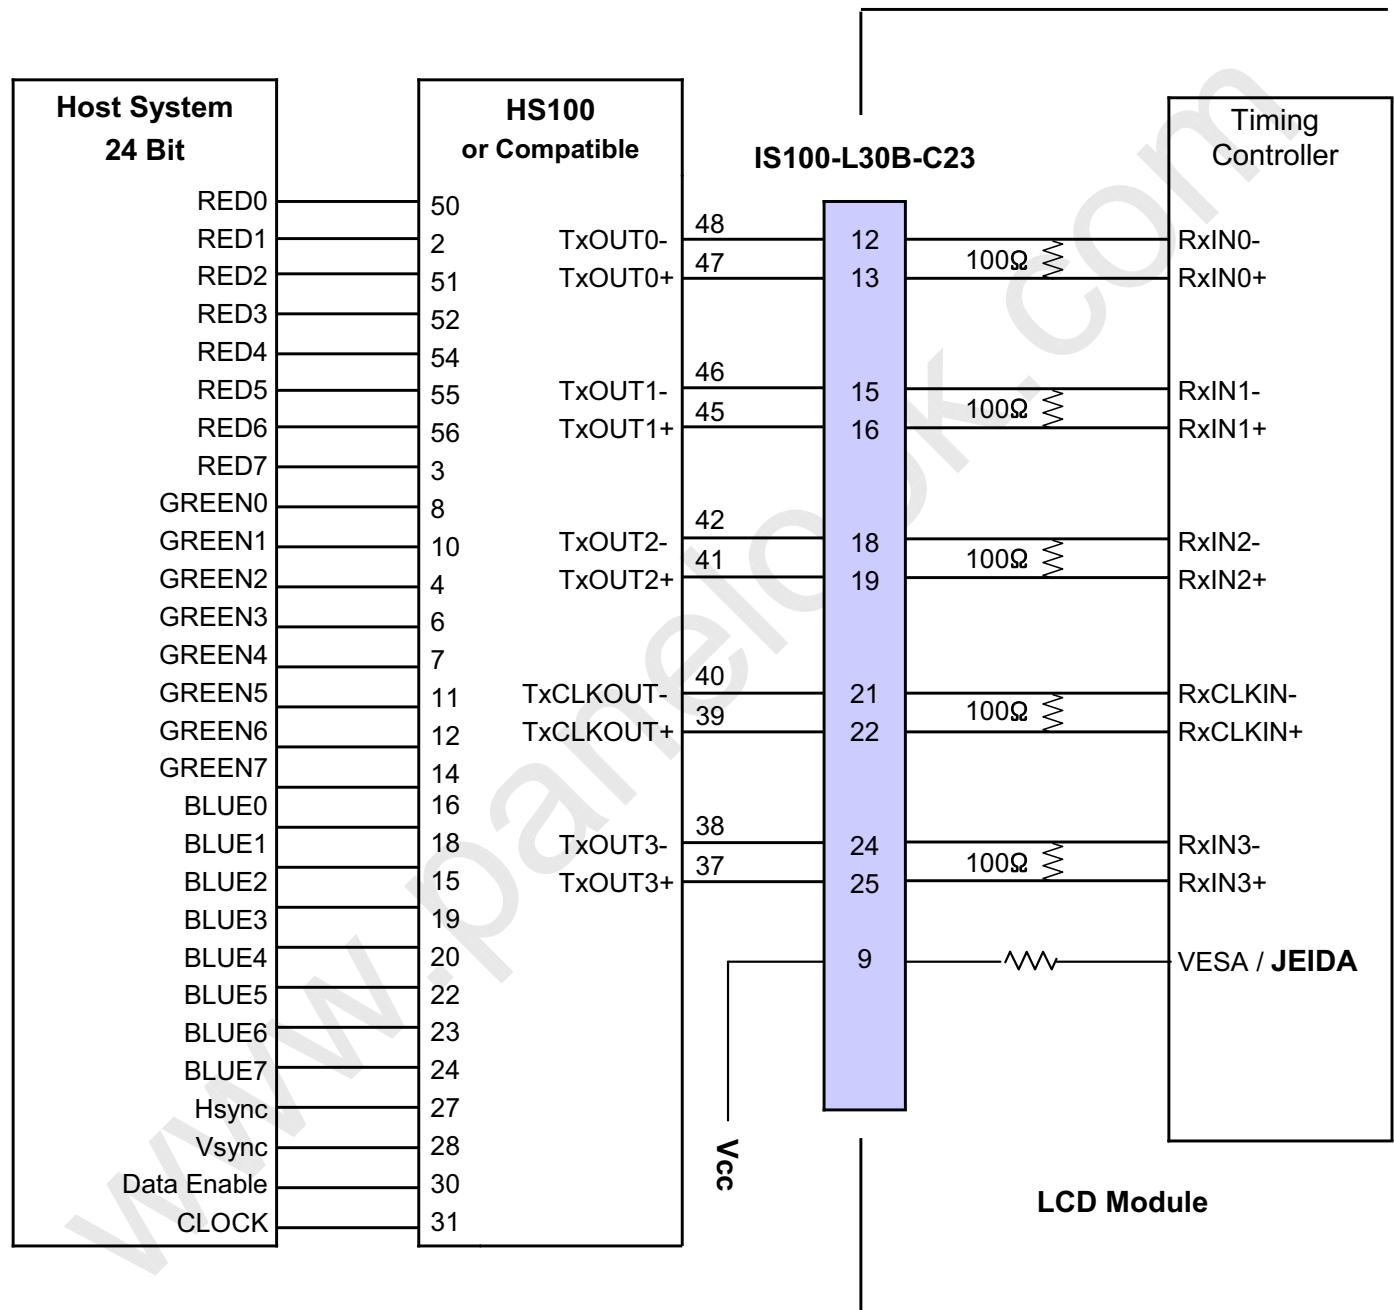 Host System
24 Bit
RED0
RED1
RED2
RED3
RED4
RED5
RED6
RED7
GREEN0
GREEN1
GREEN2
GREEN3
GREEN4
GREEN5
GREEN6
GREEN7
BLUE0
BLUE1
BLUE2
BLUE3
BLUE4
BLUE5
BLUE6
BLUE7
Hsync
Vsync
Data Enable
CLOCK
HS100
or Compatible
50
2
51
52
54
55
56
3
8
10
4
6
7
11
12
14
16
18
15
19
20
22
23
24
27
28
30
31
TxOUT0-
TxOUT0+
TxOUT1-
TxOUT1+
TxOUT2-
TxOUT2+
TxCLKOUT-
TxCLKOUT+
TxOUT3-
TxOUT3+
48
47
46
45
42
41
40
39
38
37
IS100-L30B-C23
12
13
15
16
18
19
21
22
24
25
9
Vcc
100Ω
100Ω
100Ω
100Ω
100Ω
Timing
Controller
RxIN0-
RxIN0+
RxIN1-
RxIN1+
RxIN2-
RxIN2+
RxCLKIN-
RxCLKIN+
RxIN3-
RxIN3+
VESA / JEIDA
LCD Module
www.panelook.com